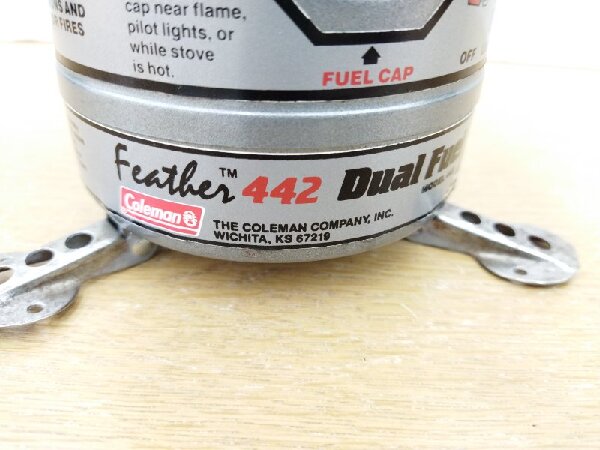 NS AND
FIRES
cap near flame,
pilot lights, or
while stove
is hot.
FUEL CAP
OFF
Feather™ 442 Dual Fue
Coleman
THE COLEMAN COMPANY, INC.
WICHITA, KS 67219